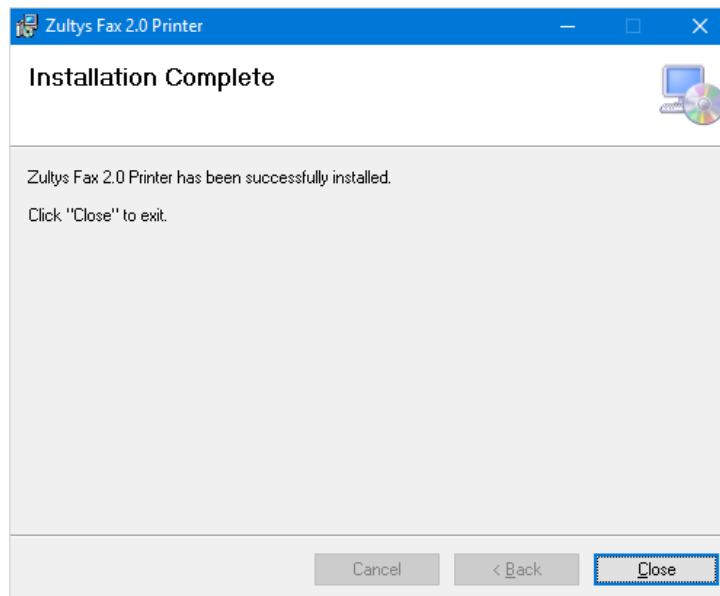 Zultys Fax 2.0 Printer
Installation Complete
Zultys Fax 2.0 Printer has been successfully installed.
Click "Close" to exit.
Cancel
< Back
Close